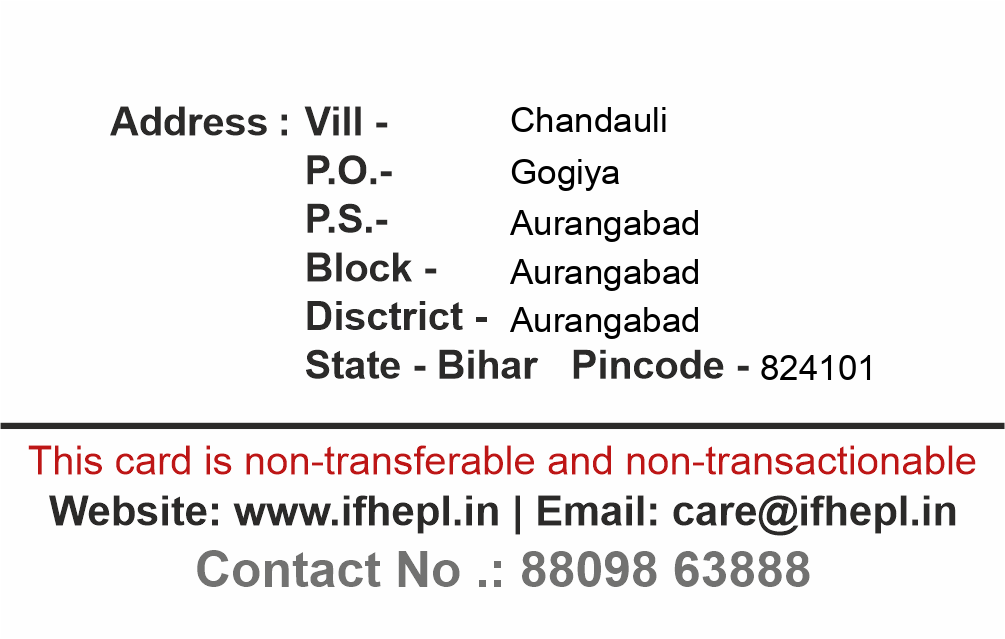 Address : Vill - Chandauli
P.O.- Gogiya
P.S.- Aurangabad
Block - Aurangabad
Disctrict - Aurangabad
State - Bihar Pincode - 824101
This card is non-transferable and non-transactionable
Website: www.ifhepl.in | Email: care@ifhepl.in
Contact No .: 88098 63888